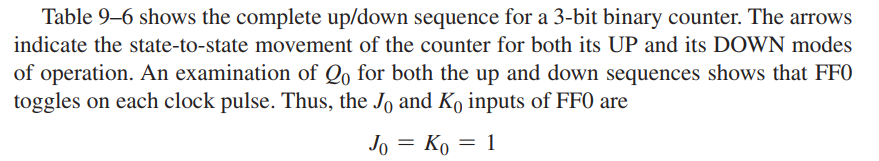 Table 9–6 shows the complete up/down sequence for a 3-bit binary counter. The arrows
indicate the state-to-state movement of the counter for both its UP and its DOWN modes
of operation. An examination of Q₀ for both the up and down sequences shows that FF0
toggles on each clock pulse. Thus, the J₀ and K₀ inputs of FF0 are
J₀ = K₀ = 1